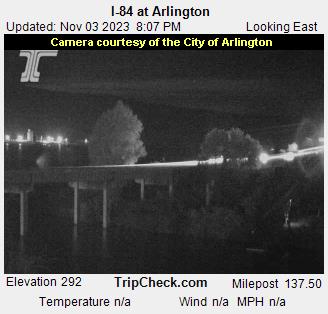 I-84 at Arlington
Updated: Nov 03 2023 8:07 PM Looking East
Camera courtesy of the City of Arlington
Elevation 292 TripCheck.com Milepost 137.50
Temperature n/a Wind n/a MPH n/a